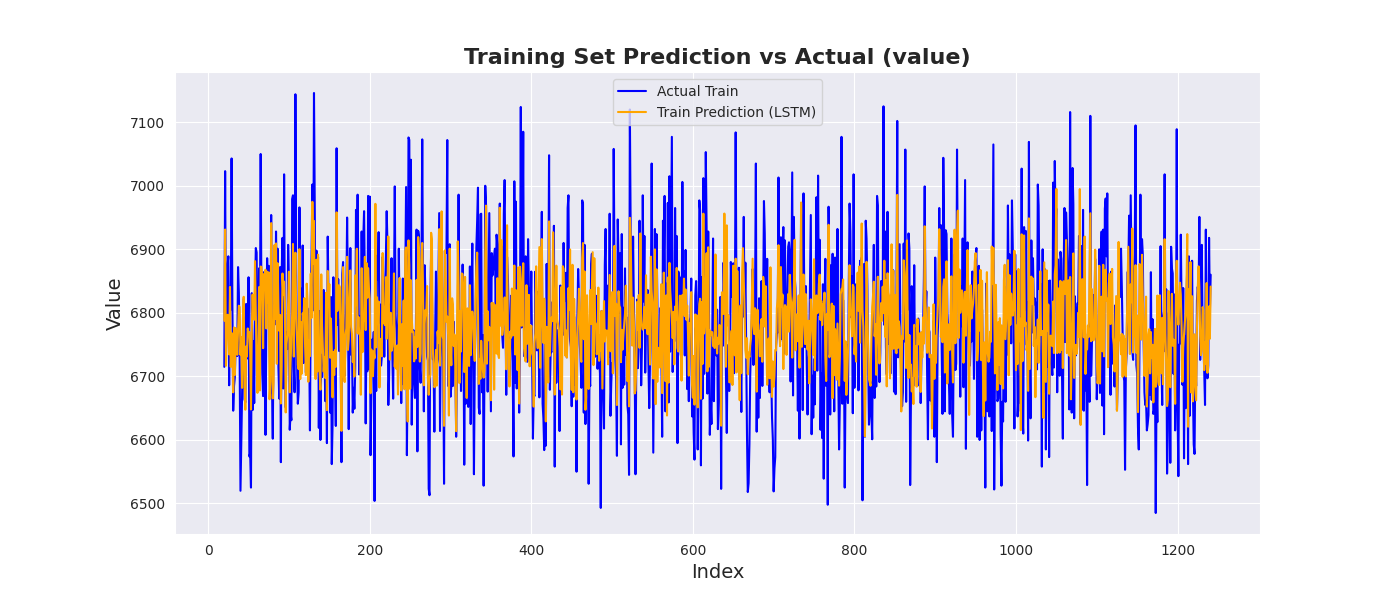 Training Set Prediction vs Actual (value)
Actual Train
Train Prediction (LSTM)
Value
7100
7000
6900
6800
6700
6600
6500
0 200 400 600 800 1000 1200
Index